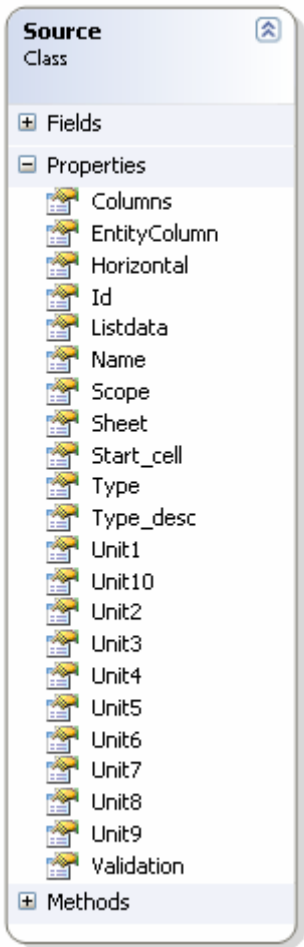 Source
Class
Fields
Properties
Columns
EntityColumn
Horizontal
Id
Listdata
Name
Scope
Sheet
Start_cell
Type
Type_desc
Unit1
Unit10
Unit2
Unit3
Unit4
Unit5
Unit6
Unit7
Unit8
Unit9
Validation
Methods